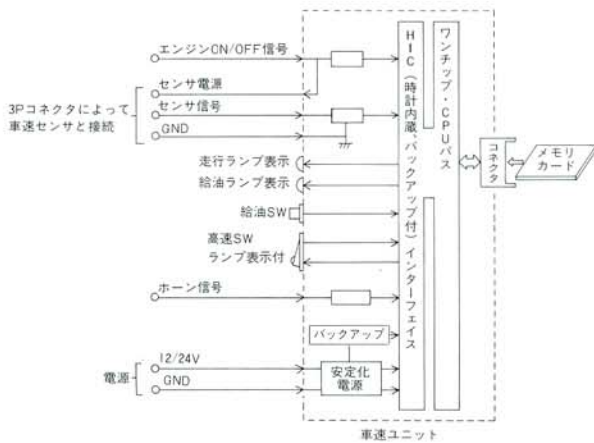 エンジンON/OFF信号
センサ電源
3Pコネクタによって
車速センサと接続
センサ信号
GND
走行ランプ表示
給油ランプ表示
給油SW
高速SW
ランプ表示付
ホーン信号
バックアップ
電源
12/24V
GND
安定化
電源
HIC(時計内蔵、バックアップ付)インターフェイス
ワンチップ・CPUバス
コネクタ
メモリ
カード
車速ユニット